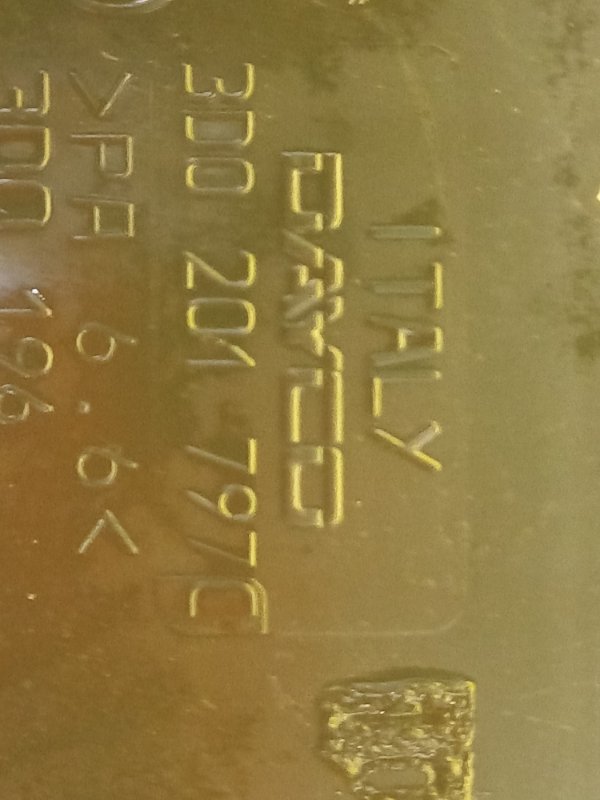 ITALY
DAYCO
3D0 201 797C
>PA 6.6<
3D0 196